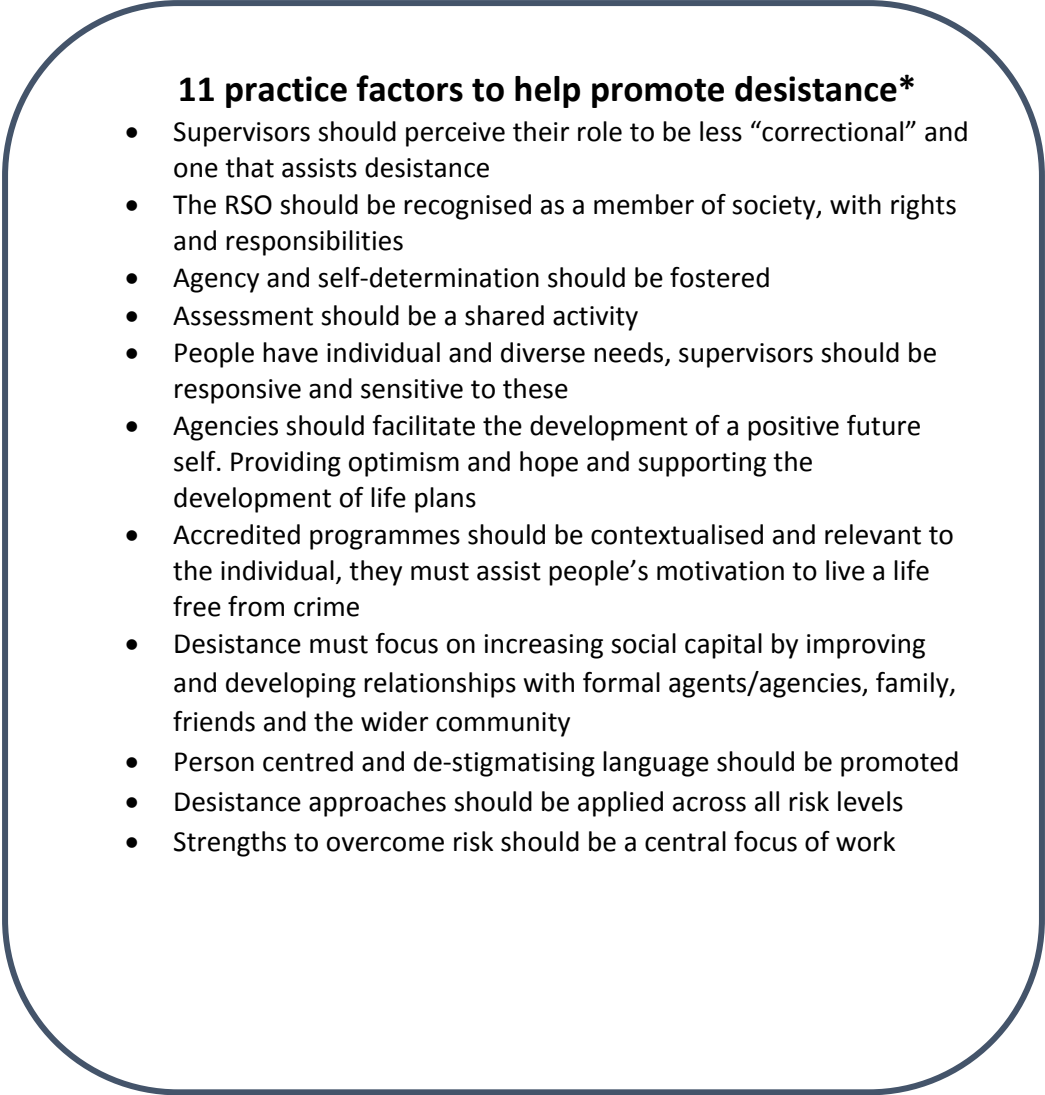 11 practice factors to help promote desistance*
• Supervisors should perceive their role to be less “correctional” and
one that assists desistance
• The RSO should be recognised as a member of society, with rights
and responsibilities
• Agency and self-determination should be fostered
• Assessment should be a shared activity
• People have individual and diverse needs, supervisors should be
responsive and sensitive to these
• Agencies should facilitate the development of a positive future
self. Providing optimism and hope and supporting the
development of life plans
• Accredited programmes should be contextualised and relevant to
the individual, they must assist people’s motivation to live a life
free from crime
• Desistance must focus on increasing social capital by improving
and developing relationships with formal agents/agencies, family,
friends and the wider community
• Person centred and de-stigmatising language should be promoted
• Desistance approaches should be applied across all risk levels
• Strengths to overcome risk should be a central focus of work